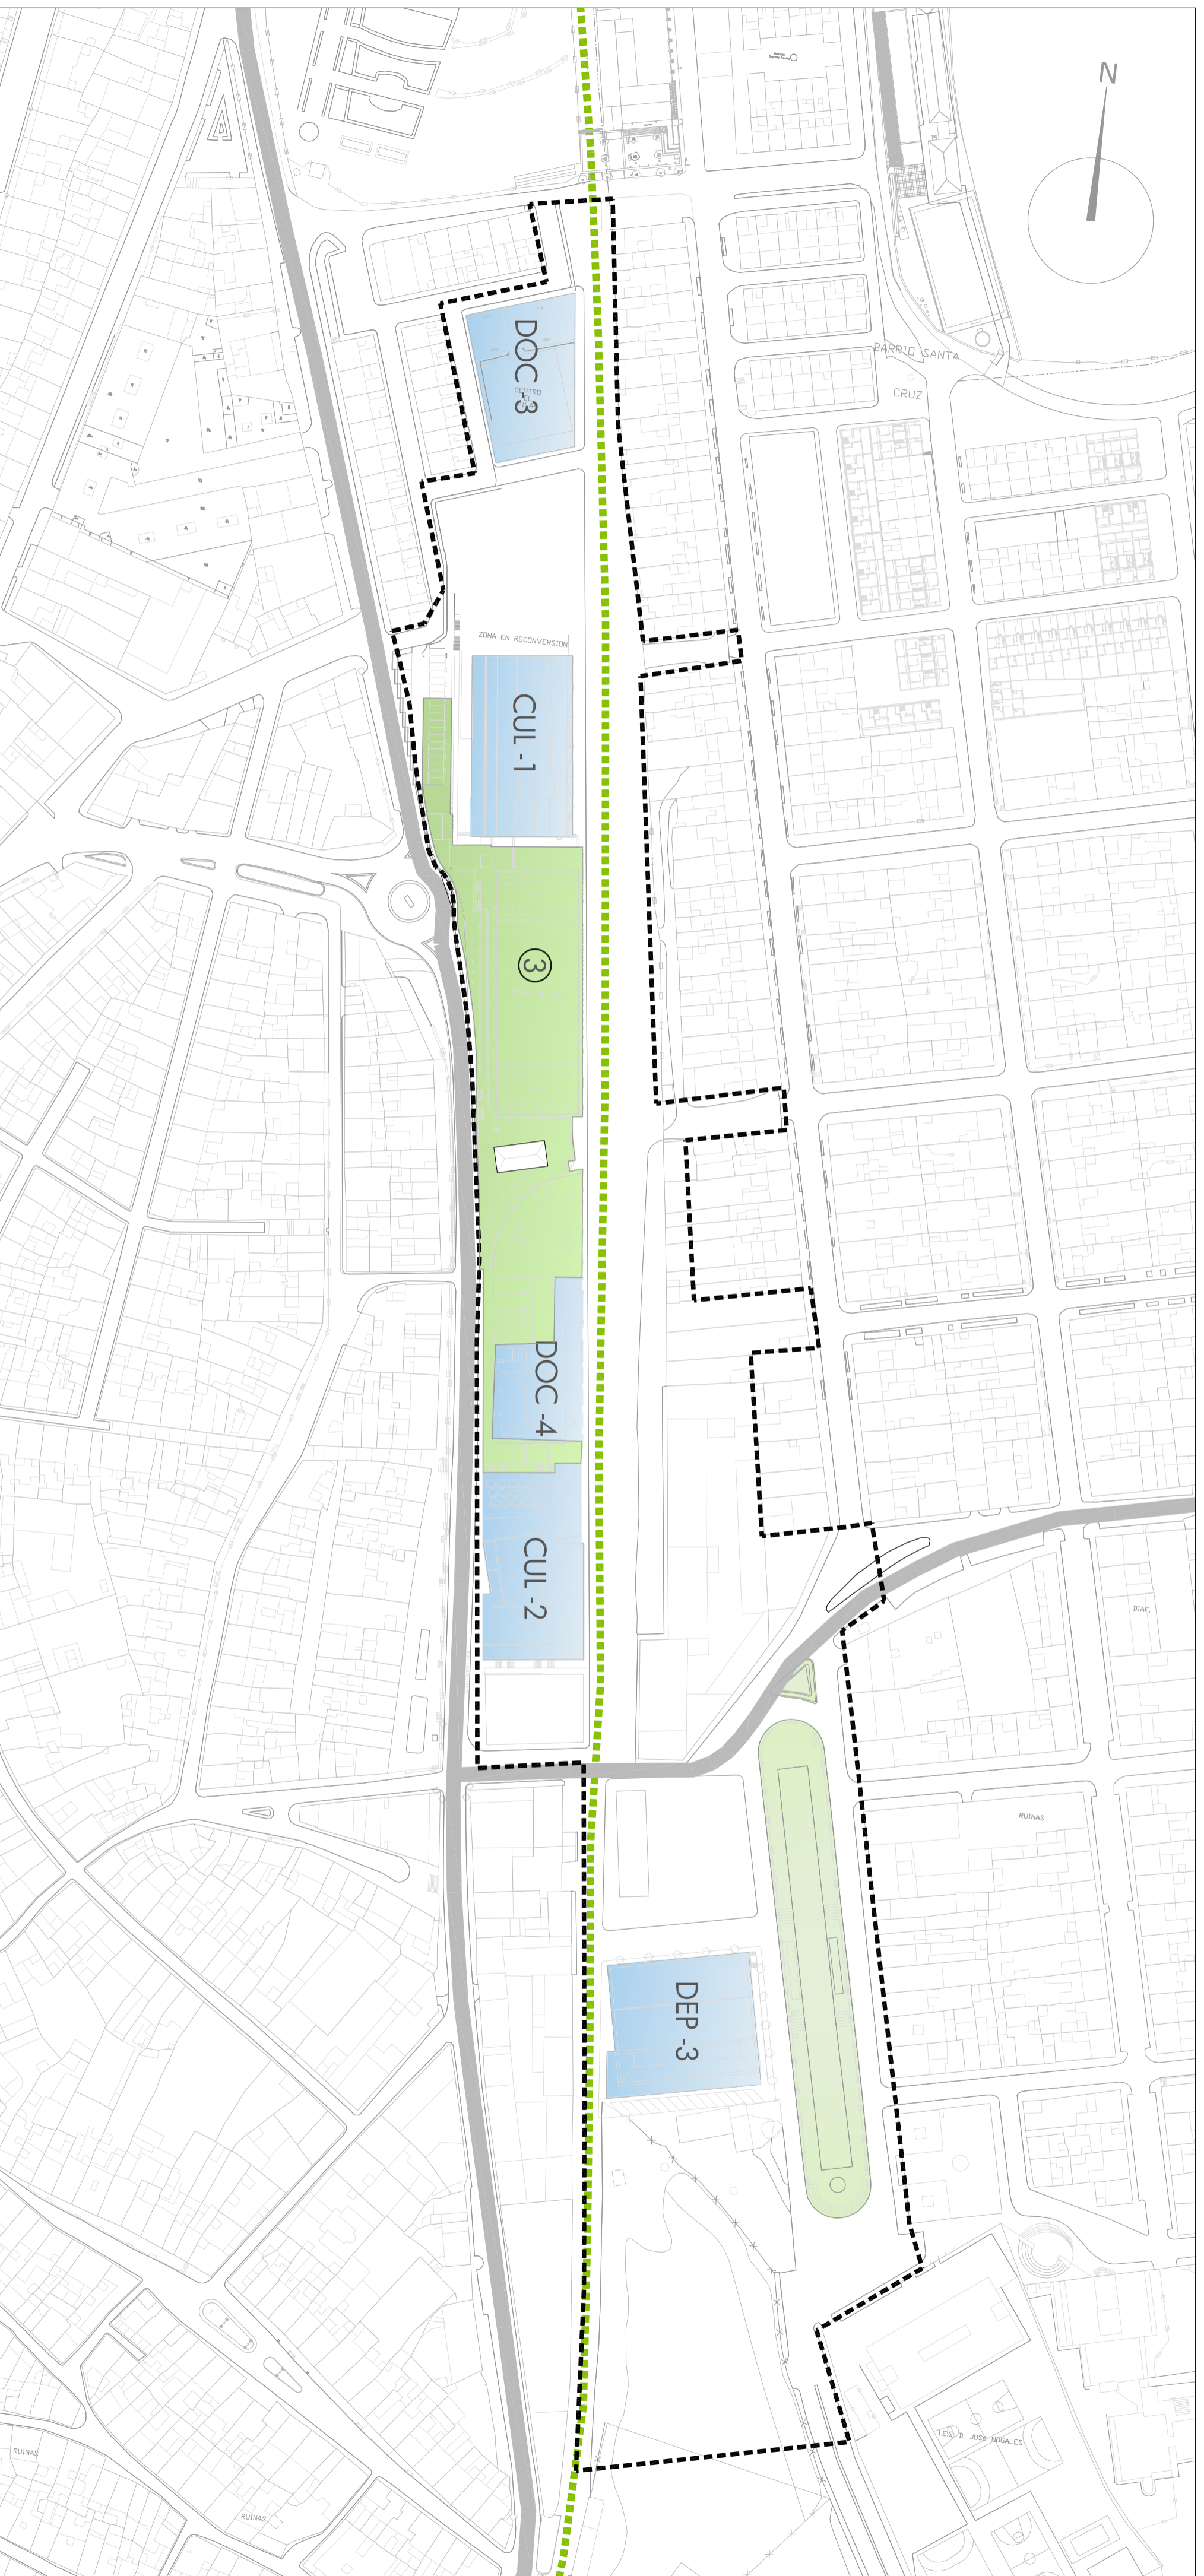 N
BARRIO SANTA
CRUZ
DOC -3
CENTRO
ZONA EN RECONVERSION
CUL -1
3
DOC -4
CUL -2
DIAF.
RUINAS
DEP -3
I.E.S. D. JOSE NOGALES
RUINAS
RUINAS